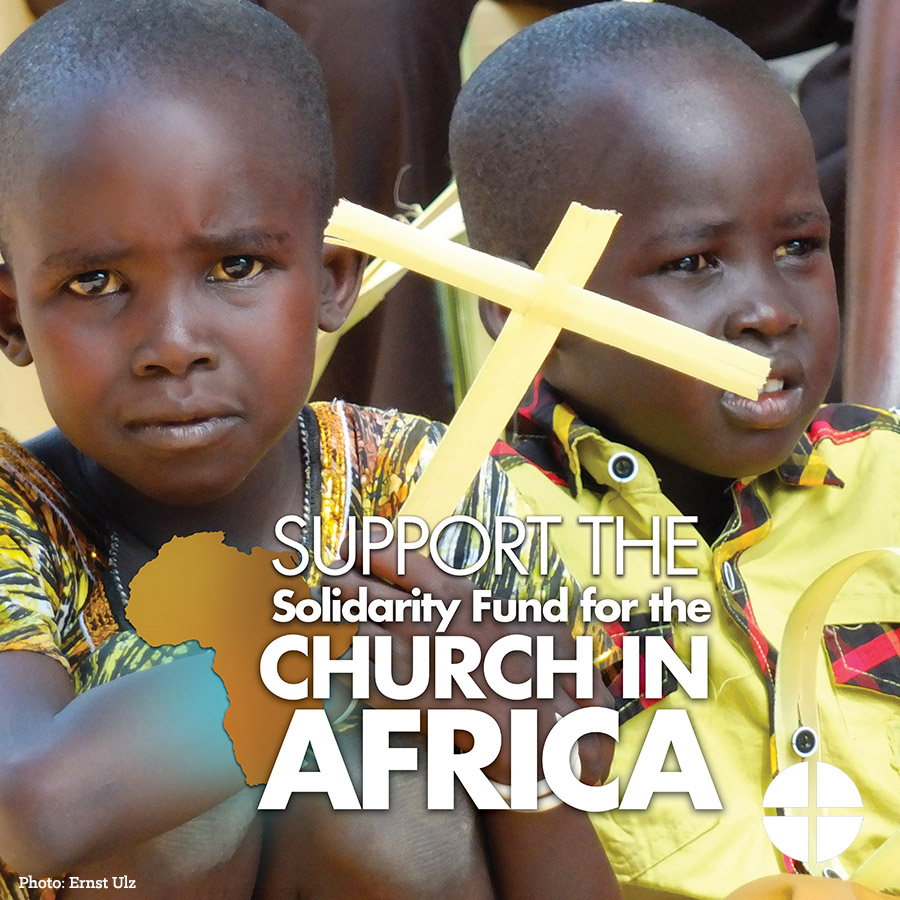 SUPPORT THE
Solidarity Fund for the
CHURCH IN
AFRICA
Photo: Ernst Ulz